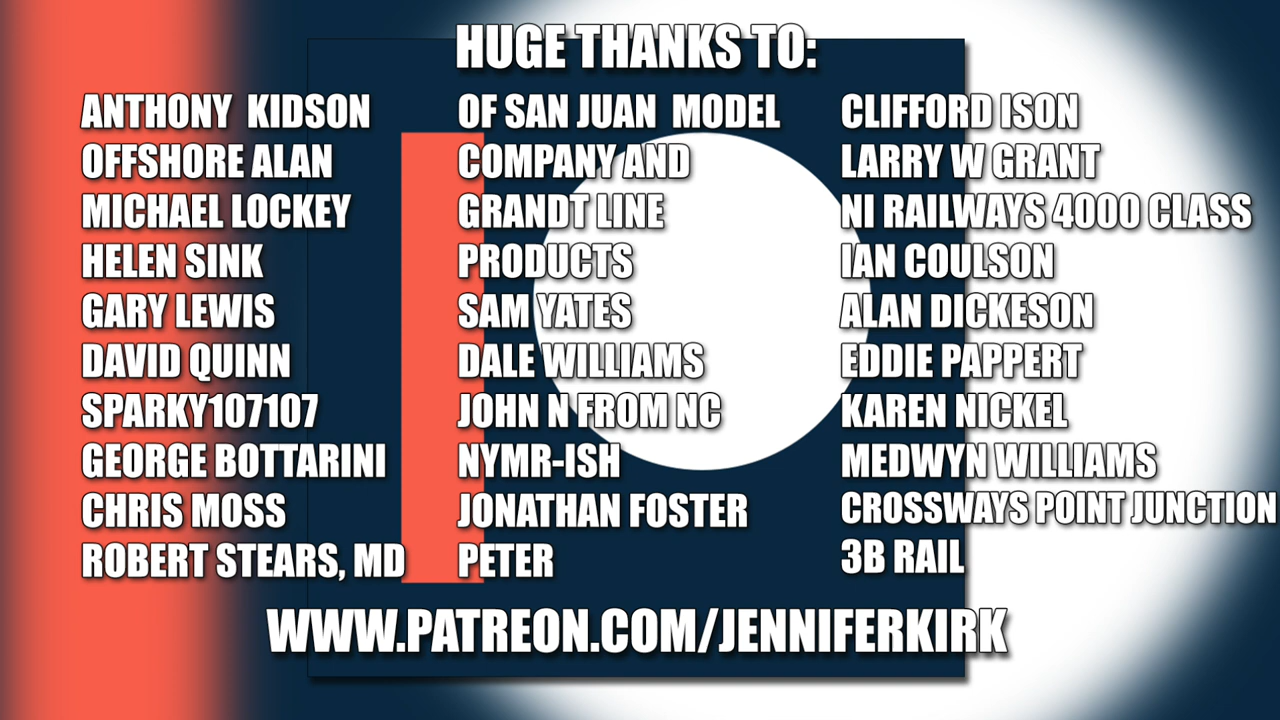 HUGE THANKS TO:
ANTHONY KIDSON
OFFSHORE ALAN
MICHAEL LOCKEY
HELEN SINK
GARY LEWIS
DAVID QUINN
SPARKY107107
GEORGE BOTTARINI
CHRIS MOSS
ROBERT STEARS, MD
OF SAN JUAN MODEL
COMPANY AND
GRANDT LINE
PRODUCTS
SAM YATES
DALE WILLIAMS
JOHN N FROM NC
NYMR-ISH
JONATHAN FOSTER
PETER
CLIFFORD ISON
LARRY W GRANT
NI RAILWAYS 4000 CLASS
IAN COULSON
ALAN DICKESON
EDDIE PAPPERT
KAREN NICKEL
MEDWYN WILLIAMS
CROSSWAYS POINT JUNCTION
3B RAIL
WWW.PATREON.COM/JENNIFERKIRK